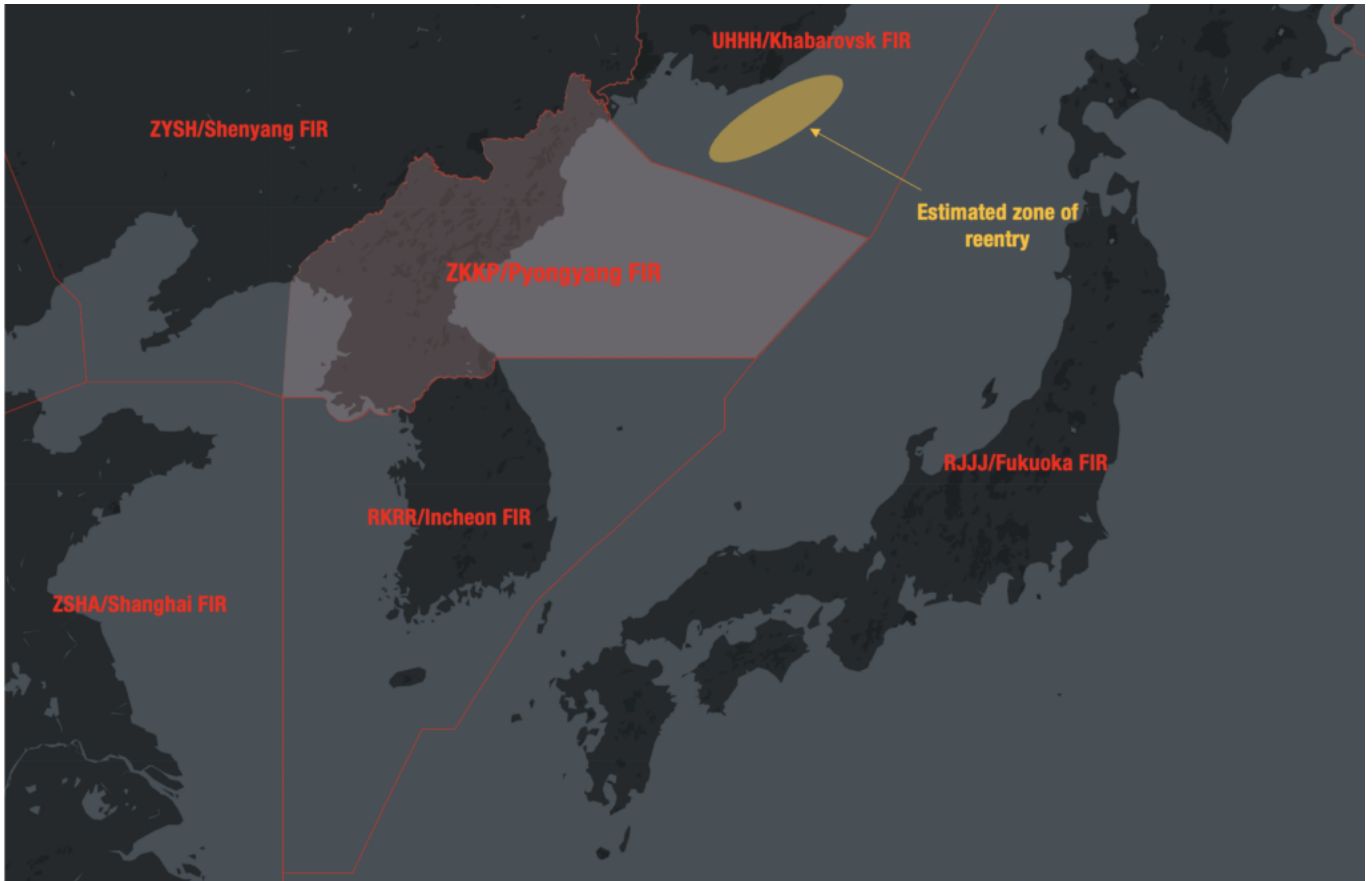 UHHH/Khabarovsk FIR
ZYSH/Shenyang FIR
Estimated zone of
reentry
ZKKP/Pyongyang FIR
RJJJ/Fukuoka FIR
RKRR/Incheon FIR
ZSHA/Shanghai FIR